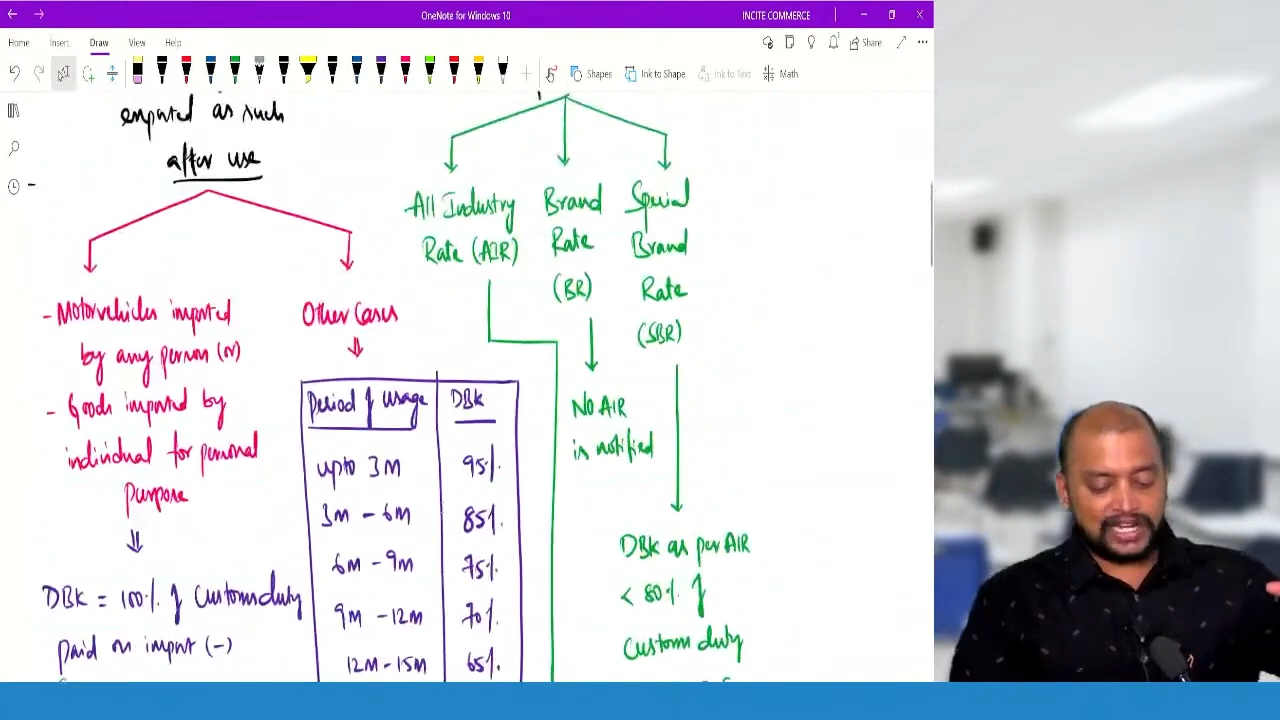 OneNote for Windows 10
INCITE COMMERCE
Home
Insert
Draw
View
Help
Share
Shapes
Ink to Shape
Ink to Text
Math
exported as such
after use
- Motorvehicles imported
by any person (or)
- Goods imported by
individual for personal
purpose
DBK = 100% of Customs duty
paid on import (-)
Other Cases
Period of usage DBK
upto 3M 95%
3M - 6M 85%
6M - 9M 75%
9M - 12M 70%
12M - 15M 65%
All Industry
Rate (AIR)
Brand
Rate
(BR)
No AIR
is notified
Special
Brand
Rate
(SBR)
DBK as per AIR
< 80% of
Customs duty